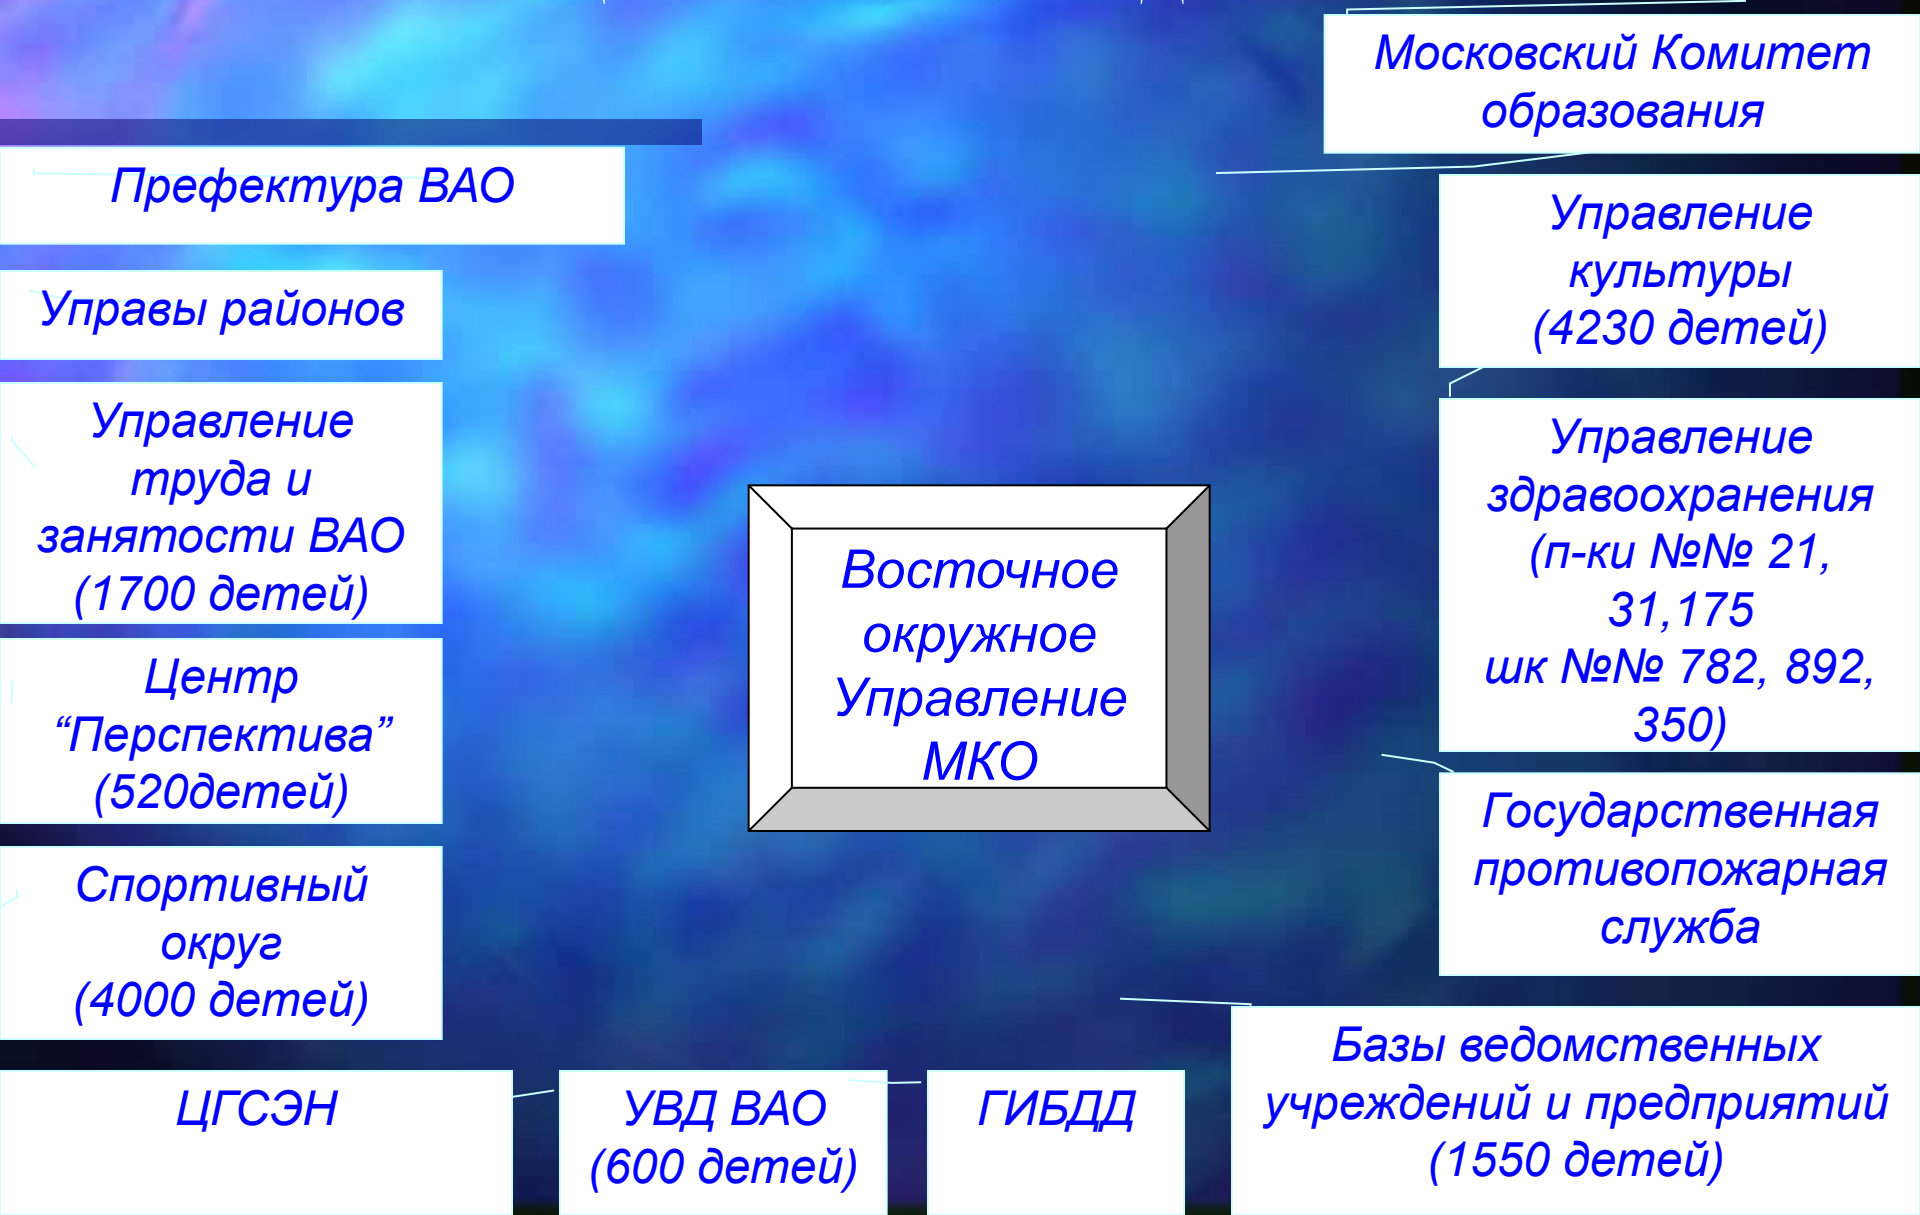 Московский Комитет
образования
Префектура ВАО
Управление
культуры
(4230 детей)
Управы районов
Управление
труда и
занятости ВАО
(1700 детей)
Управление
здравоохранения
(п-ки №№ 21,
31,175
шк №№ 782, 892,
350)
Восточное
окружное
Управление
МКО
Центр
“Перспектива”
(520детей)
Государственная
противопожарная
служба
Спортивный
округ
(4000 детей)
Базы ведомственных
учреждений и предприятий
(1550 детей)
ЦГСЭН
УВД ВАО
(600 детей)
ГИБДД